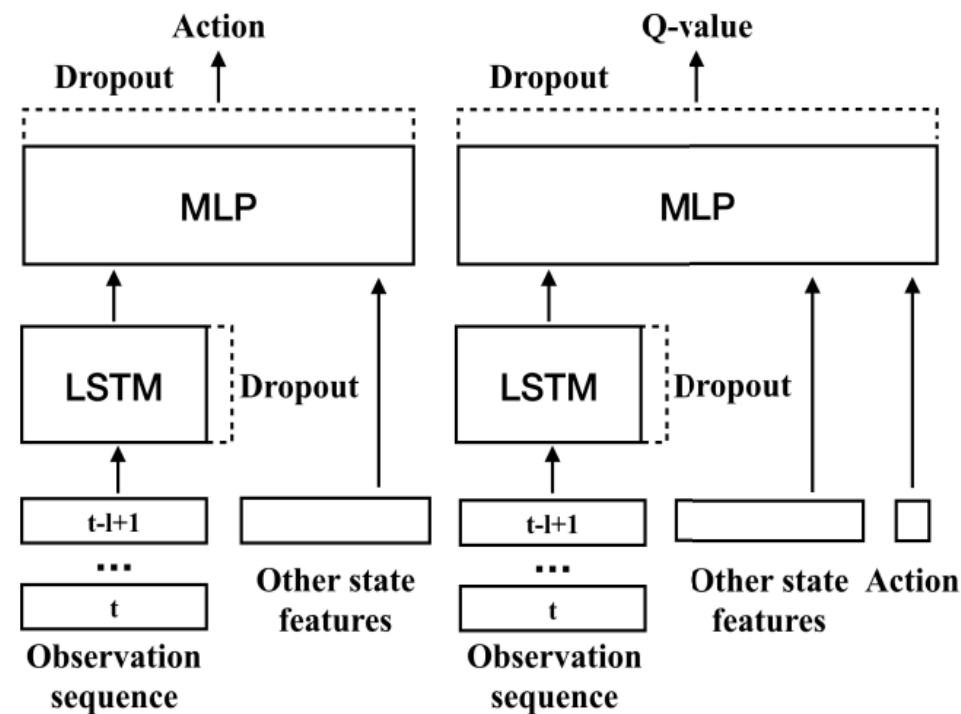 Action
Dropout
MLP
LSTM
Dropout
t-l+1
...
t
Observation
sequence
Other state
features
Q-value
Dropout
MLP
LSTM
Dropout
t-l+1
...
t
Observation
sequence
Other state
features
Action